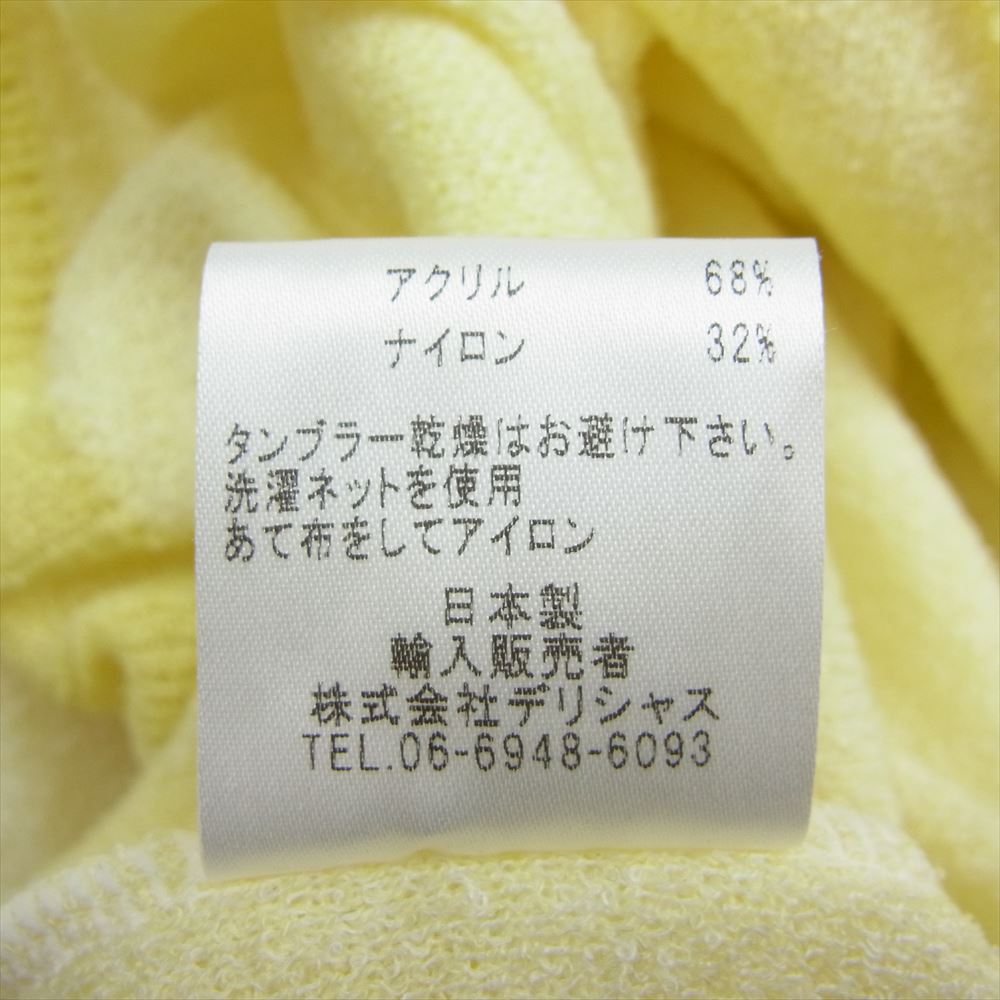 アクリル 68%
ナイロン 32%
タンブラー乾燥はお避け下さい。
洗濯ネットを使用
あて布をしてアイロン
日本製
輸入販売者
株式会社デリシャス
TEL.06-6948-6093